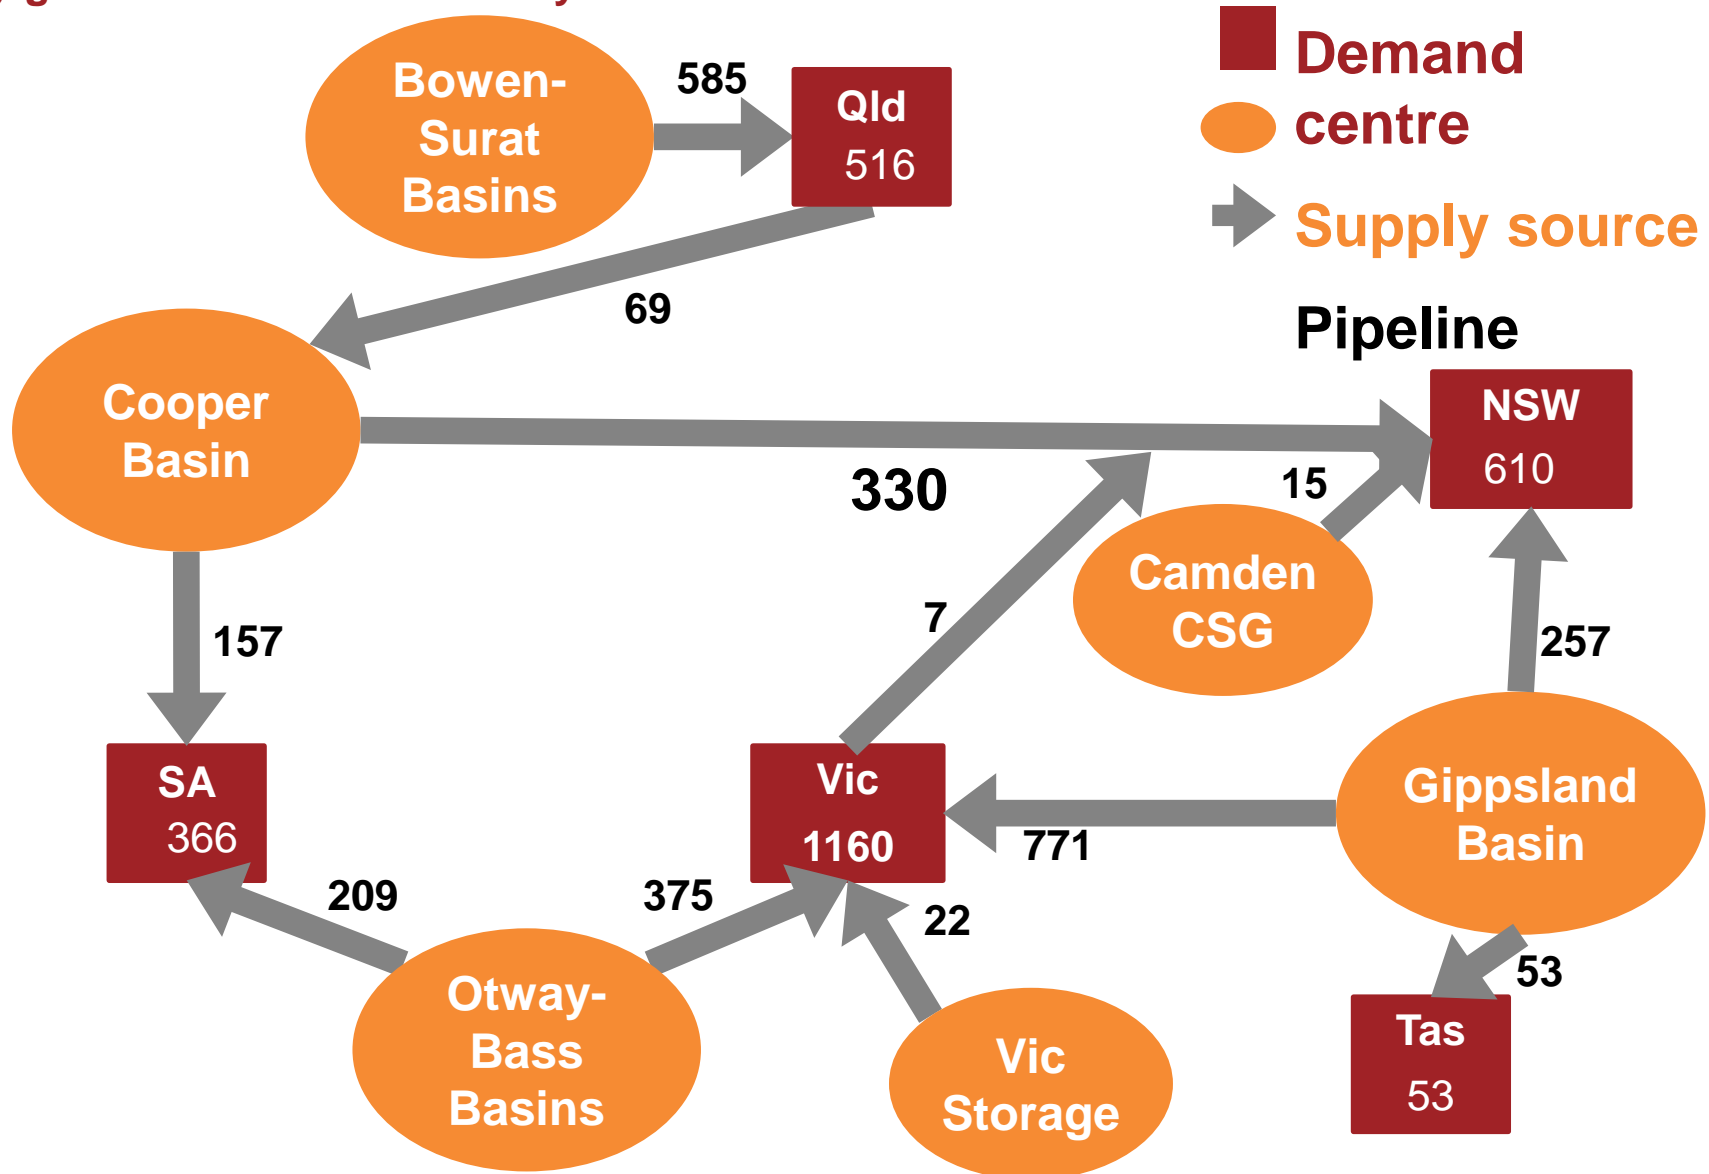 Bowen-
Surat
Basins
585
Qld
516
Demand
centre
Supply source
Pipeline
69
Cooper
Basin
330
15
NSW
610
Camden
CSG
7
157
257
SA
366
Vic
1160
771
Gippsland
Basin
209
375
22
53
Otway-
Bass
Basins
Vic
Storage
Tas
53